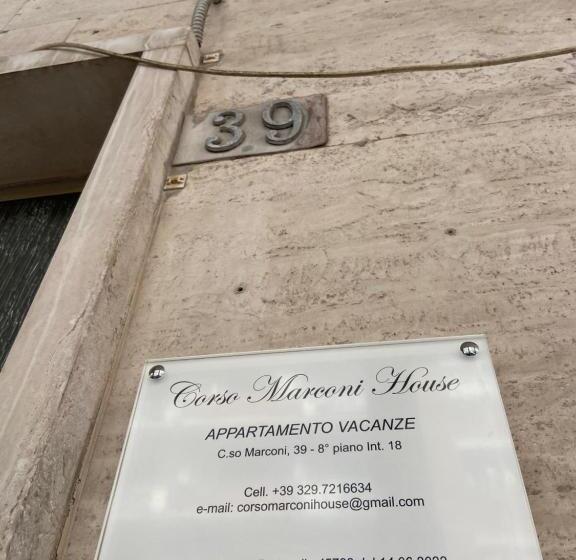 39
Corso Marconi House
APPARTAMENTO VACANZE
C.so Marconi, 39 - 8° piano Int. 18
Cell. +39 329.7216634
e-mail: corsomarconihouse@gmail.com